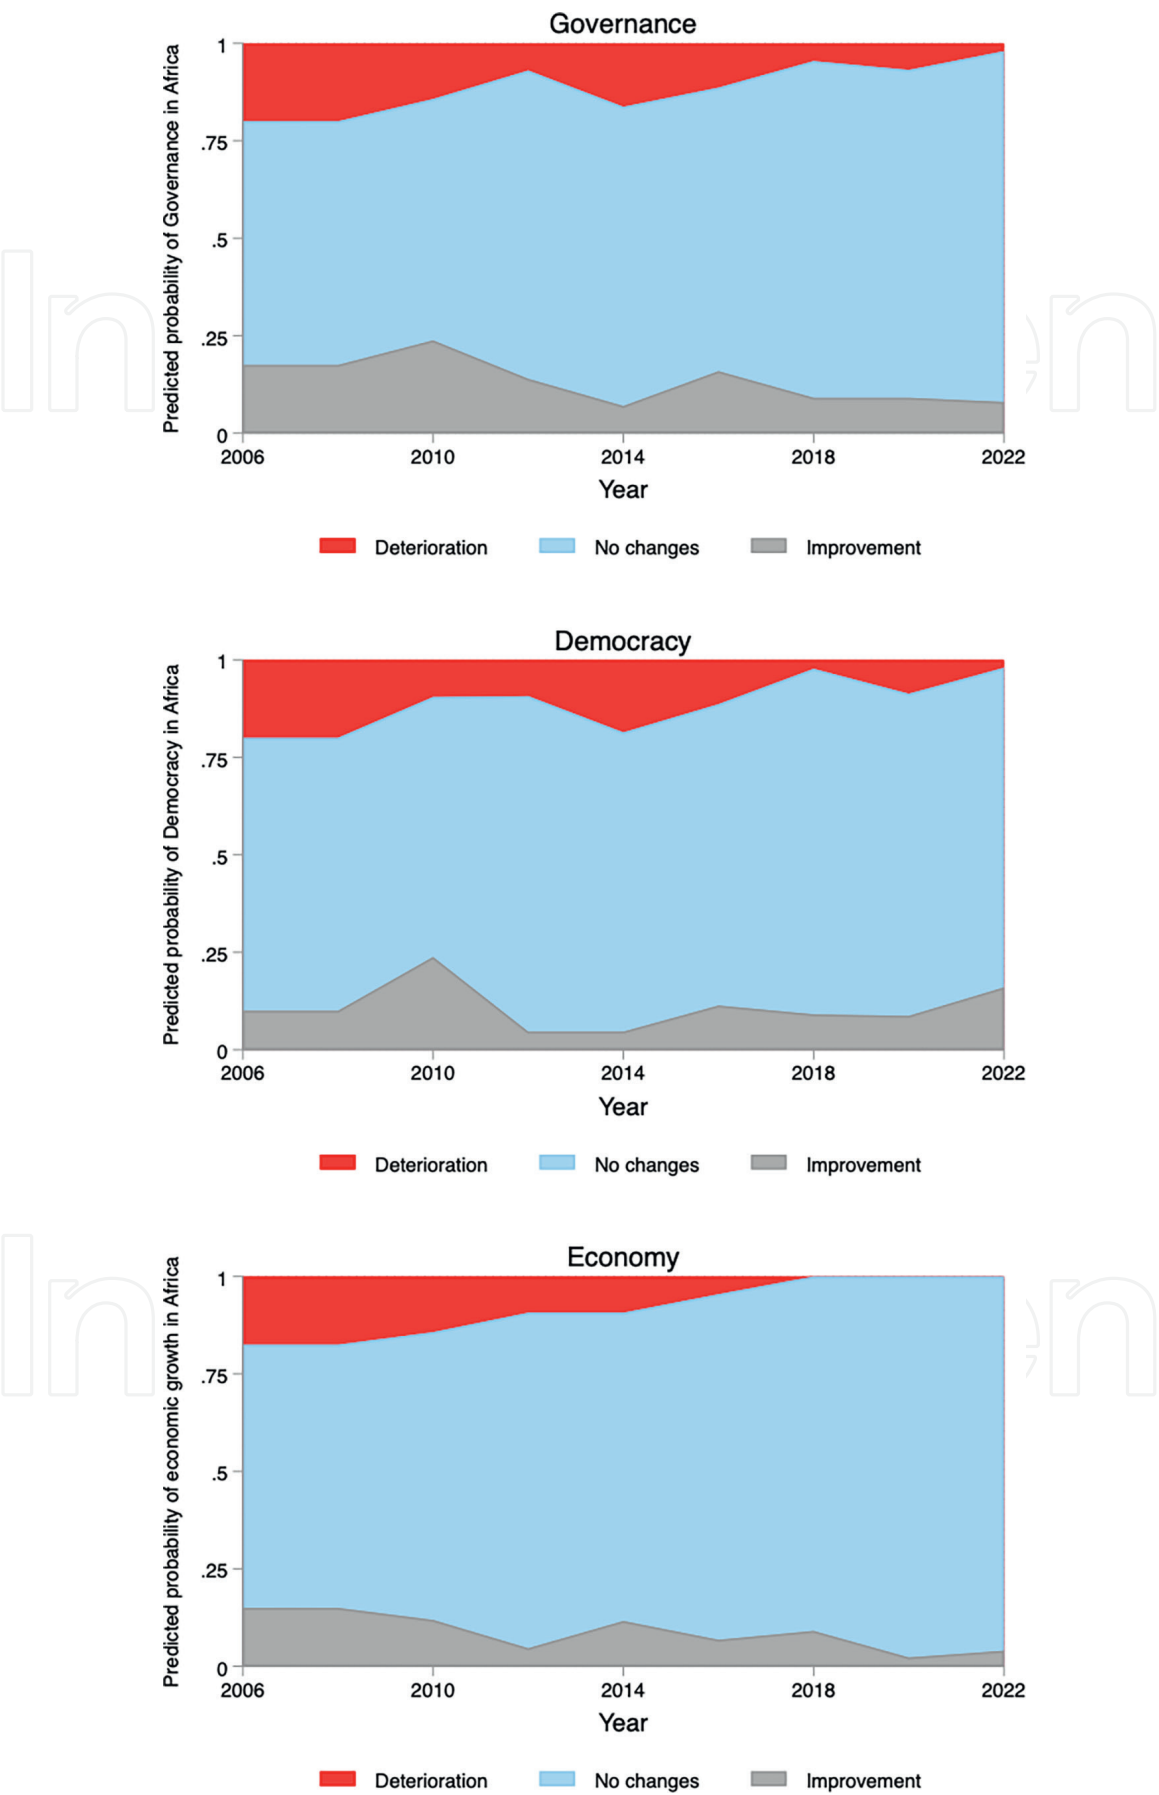 Governance
Predicted probability of Governance in Africa
1
.75
.5
.25
0
2006 2010 2014 2018 2022
Year
Deterioration No changes Improvement
Democracy
Predicted probability of Democracy in Africa
1
.75
.5
.25
0
2006 2010 2014 2018 2022
Year
Deterioration No changes Improvement
Economy
Predicted probability of economic growth in Africa
1
.75
.5
.25
0
2006 2010 2014 2018 2022
Year
Deterioration No changes Improvement